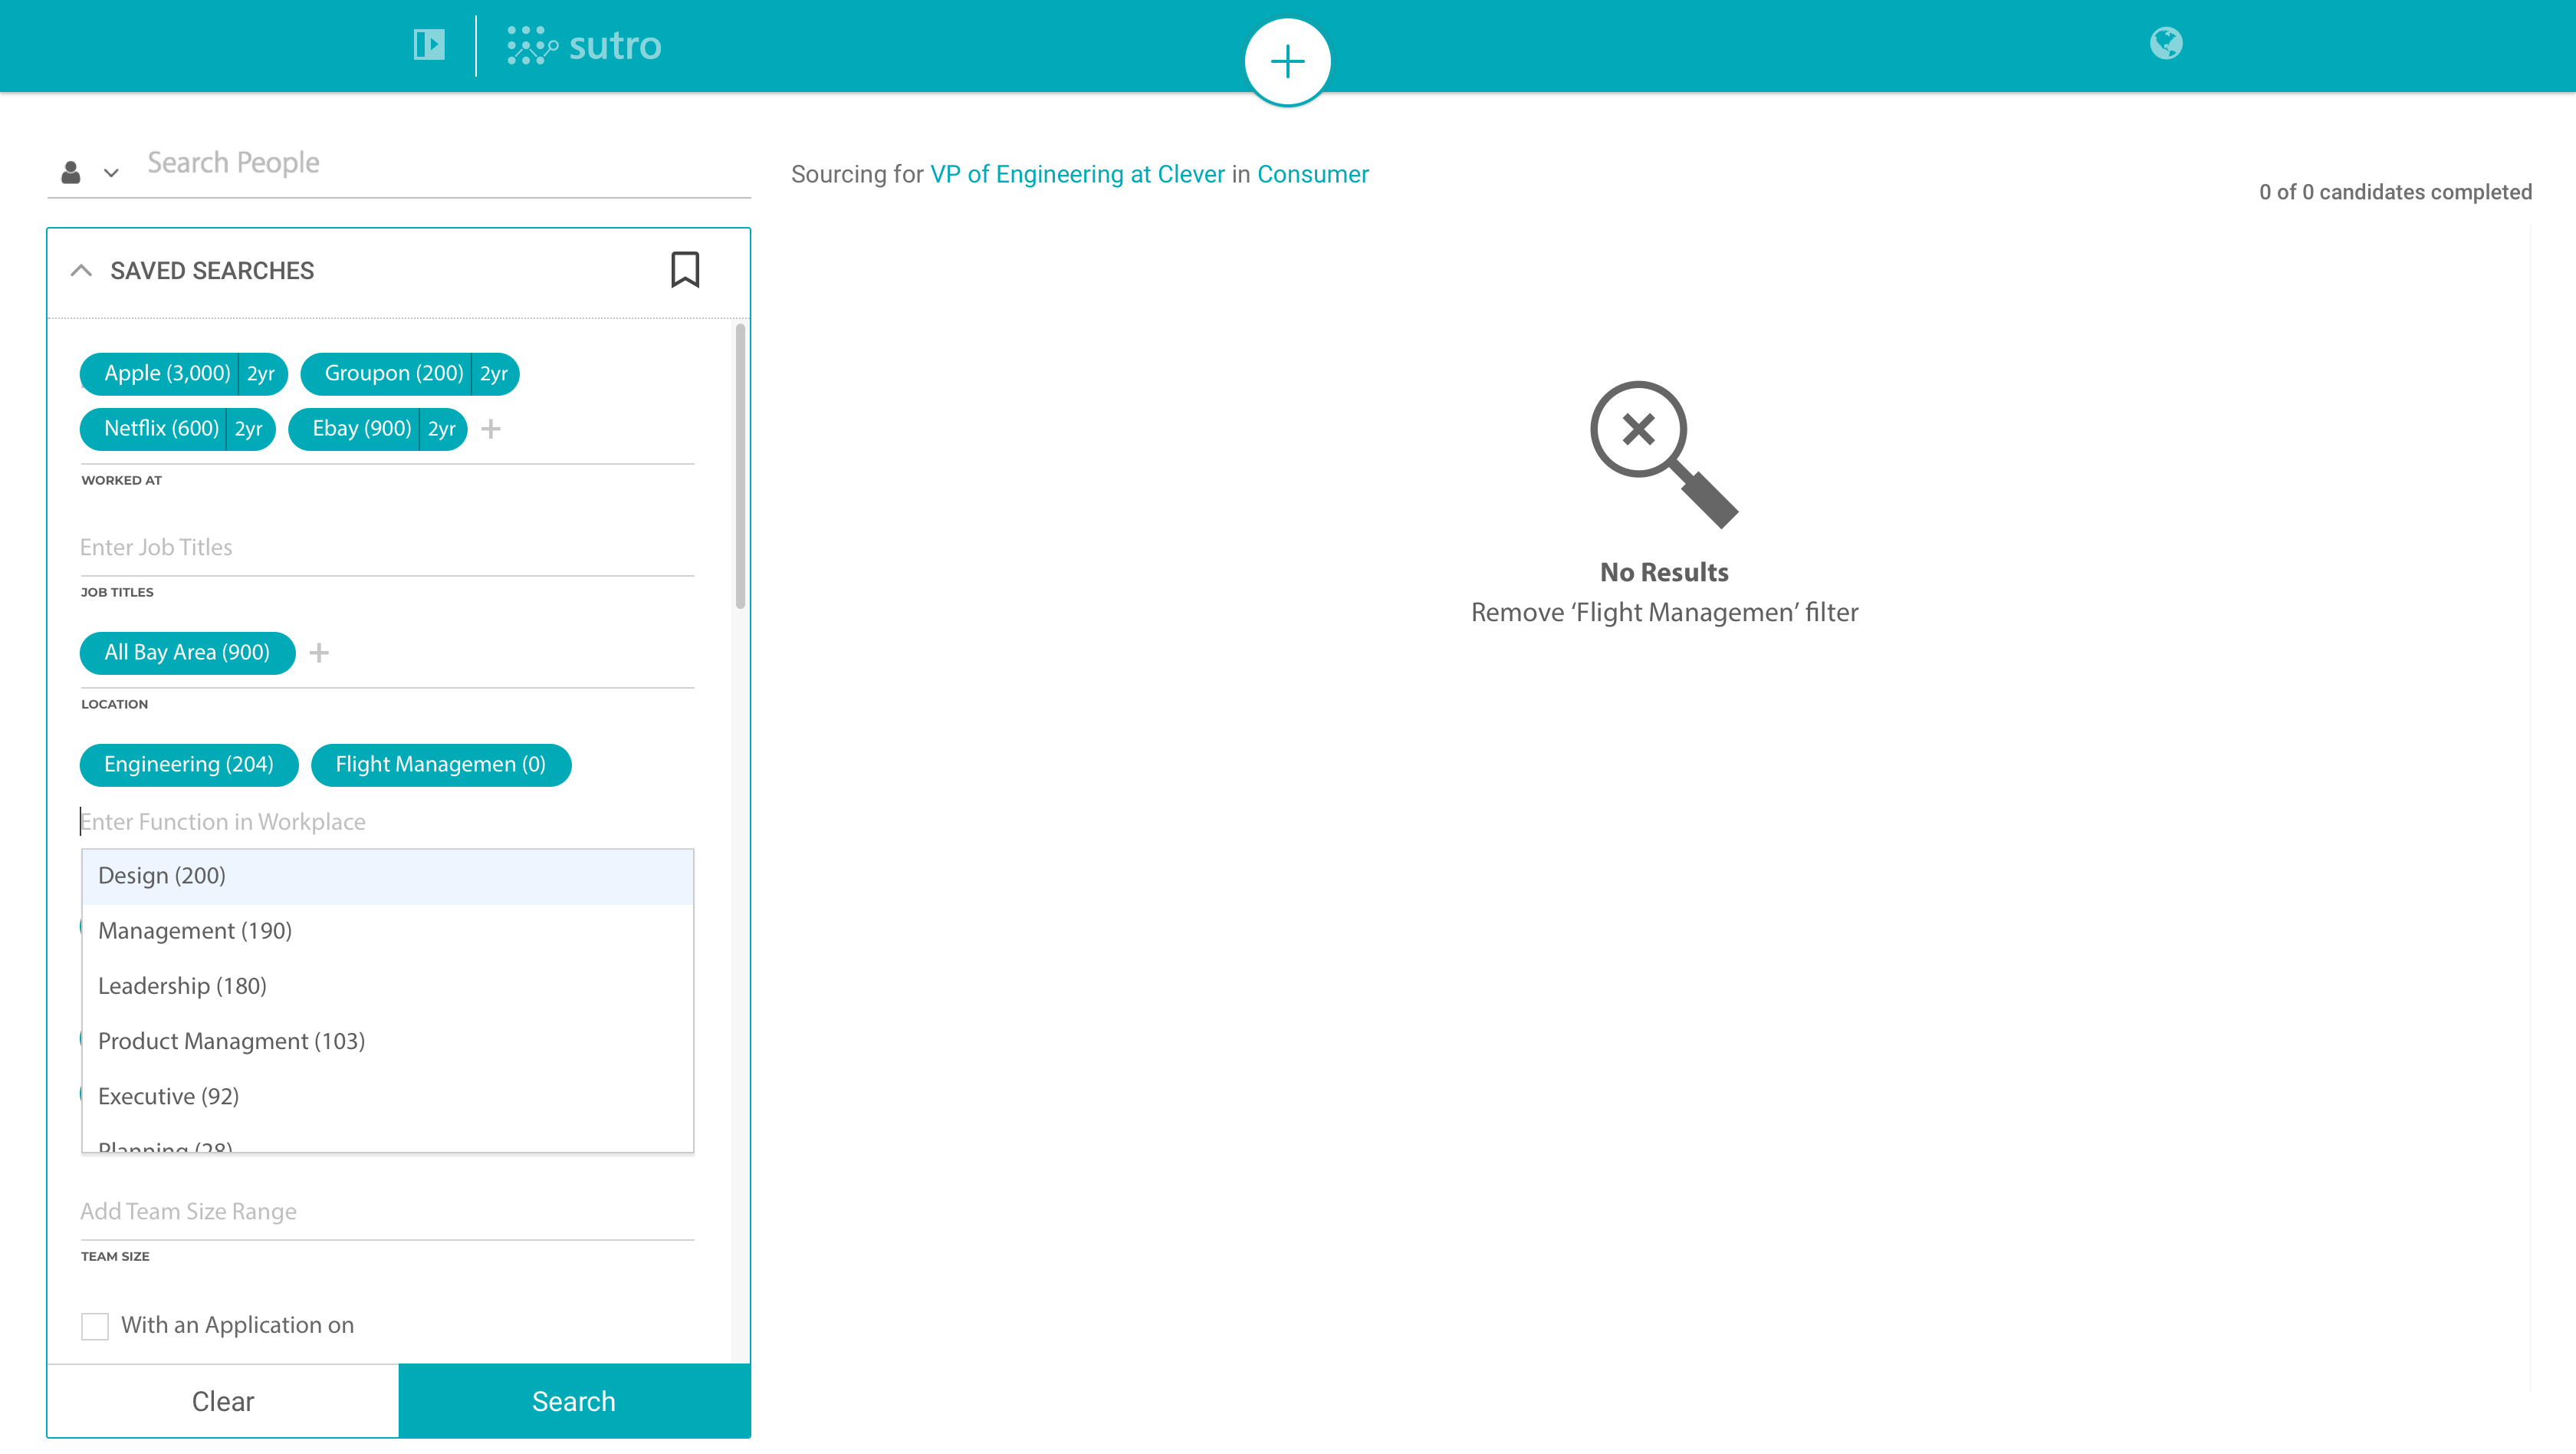 sutro
Search People
Sourcing for VP of Engineering at Clever in Consumer
0 of 0 candidates completed
SAVED SEARCHES
Apple (3,000) 2yr Groupon (200) 2yr
Netflix (600) 2yr Ebay (900) 2yr
WORKED AT
Enter Job Titles
JOB TITLES
All Bay Area (900)
LOCATION
Engineering (204) Flight Managemen (0)
Enter Function in Workplace
Design (200)
Management (190)
Leadership (180)
Product Managment (103)
Executive (92)
Planning (28)
Add Team Size Range
TEAM SIZE
With an Application on
Clear Search
No Results
Remove ‘Flight Managemen’ filter